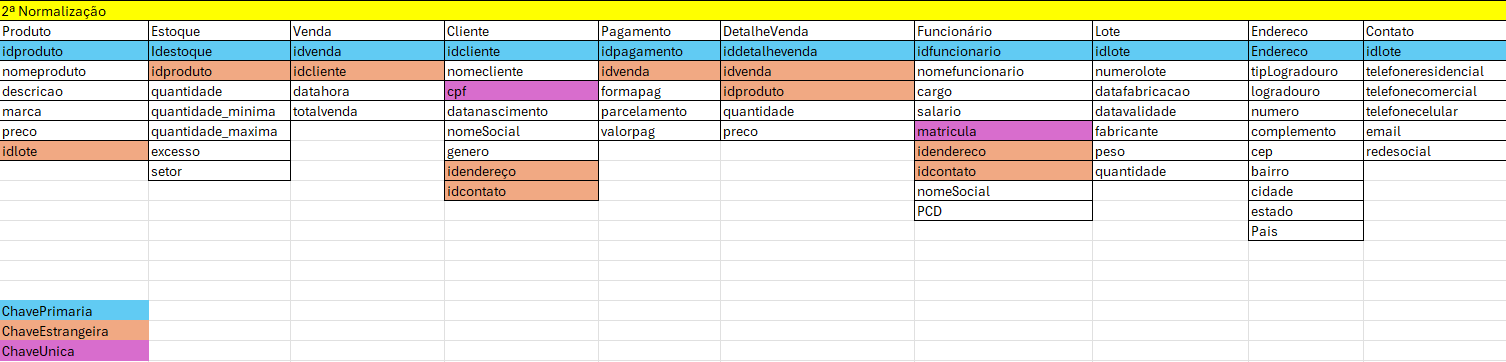 2ª Normalização
Produto Estoque Venda Cliente Pagamento DetalheVenda Funcionário Lote Endereco Contato
idproduto Idestoque idvenda idcliente idpagamento iddetalhevenda idfuncionario idlote Endereco idlote
nomeproduto idproduto idcliente nomecliente idvenda idvenda nomefuncionario numerolote tipLogradouro telefoneresidencial
descricao quantidade datahora cpf formapag idproduto cargo datafabricacao logradouro telefonecomercial
marca quantidade_minima totalvenda datanascimento parcelamento quantidade salario datavalidade numero telefonecelular
preco quantidade_maxima nomeSocial valorpag preco matricula fabricante complemento email
idlote excesso genero idendereco peso cep redesocial
setor idendereço idcontato quantidade bairro
idcontato nomeSocial cidade
PCD estado
Pais
ChavePrimaria
ChaveEstrangeira
ChaveUnica